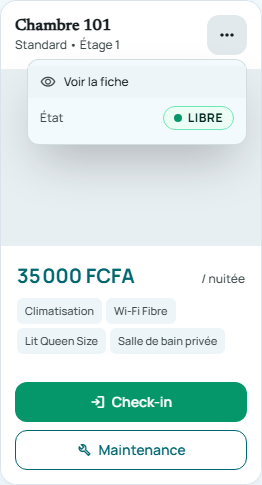 Chambre 101
Standard • Étage 1
Voir la fiche
État
LIBRE
35 000 FCFA
/ nuitée
Climatisation
Wi-Fi Fibre
Lit Queen Size
Salle de bain privée
Check-in
Maintenance